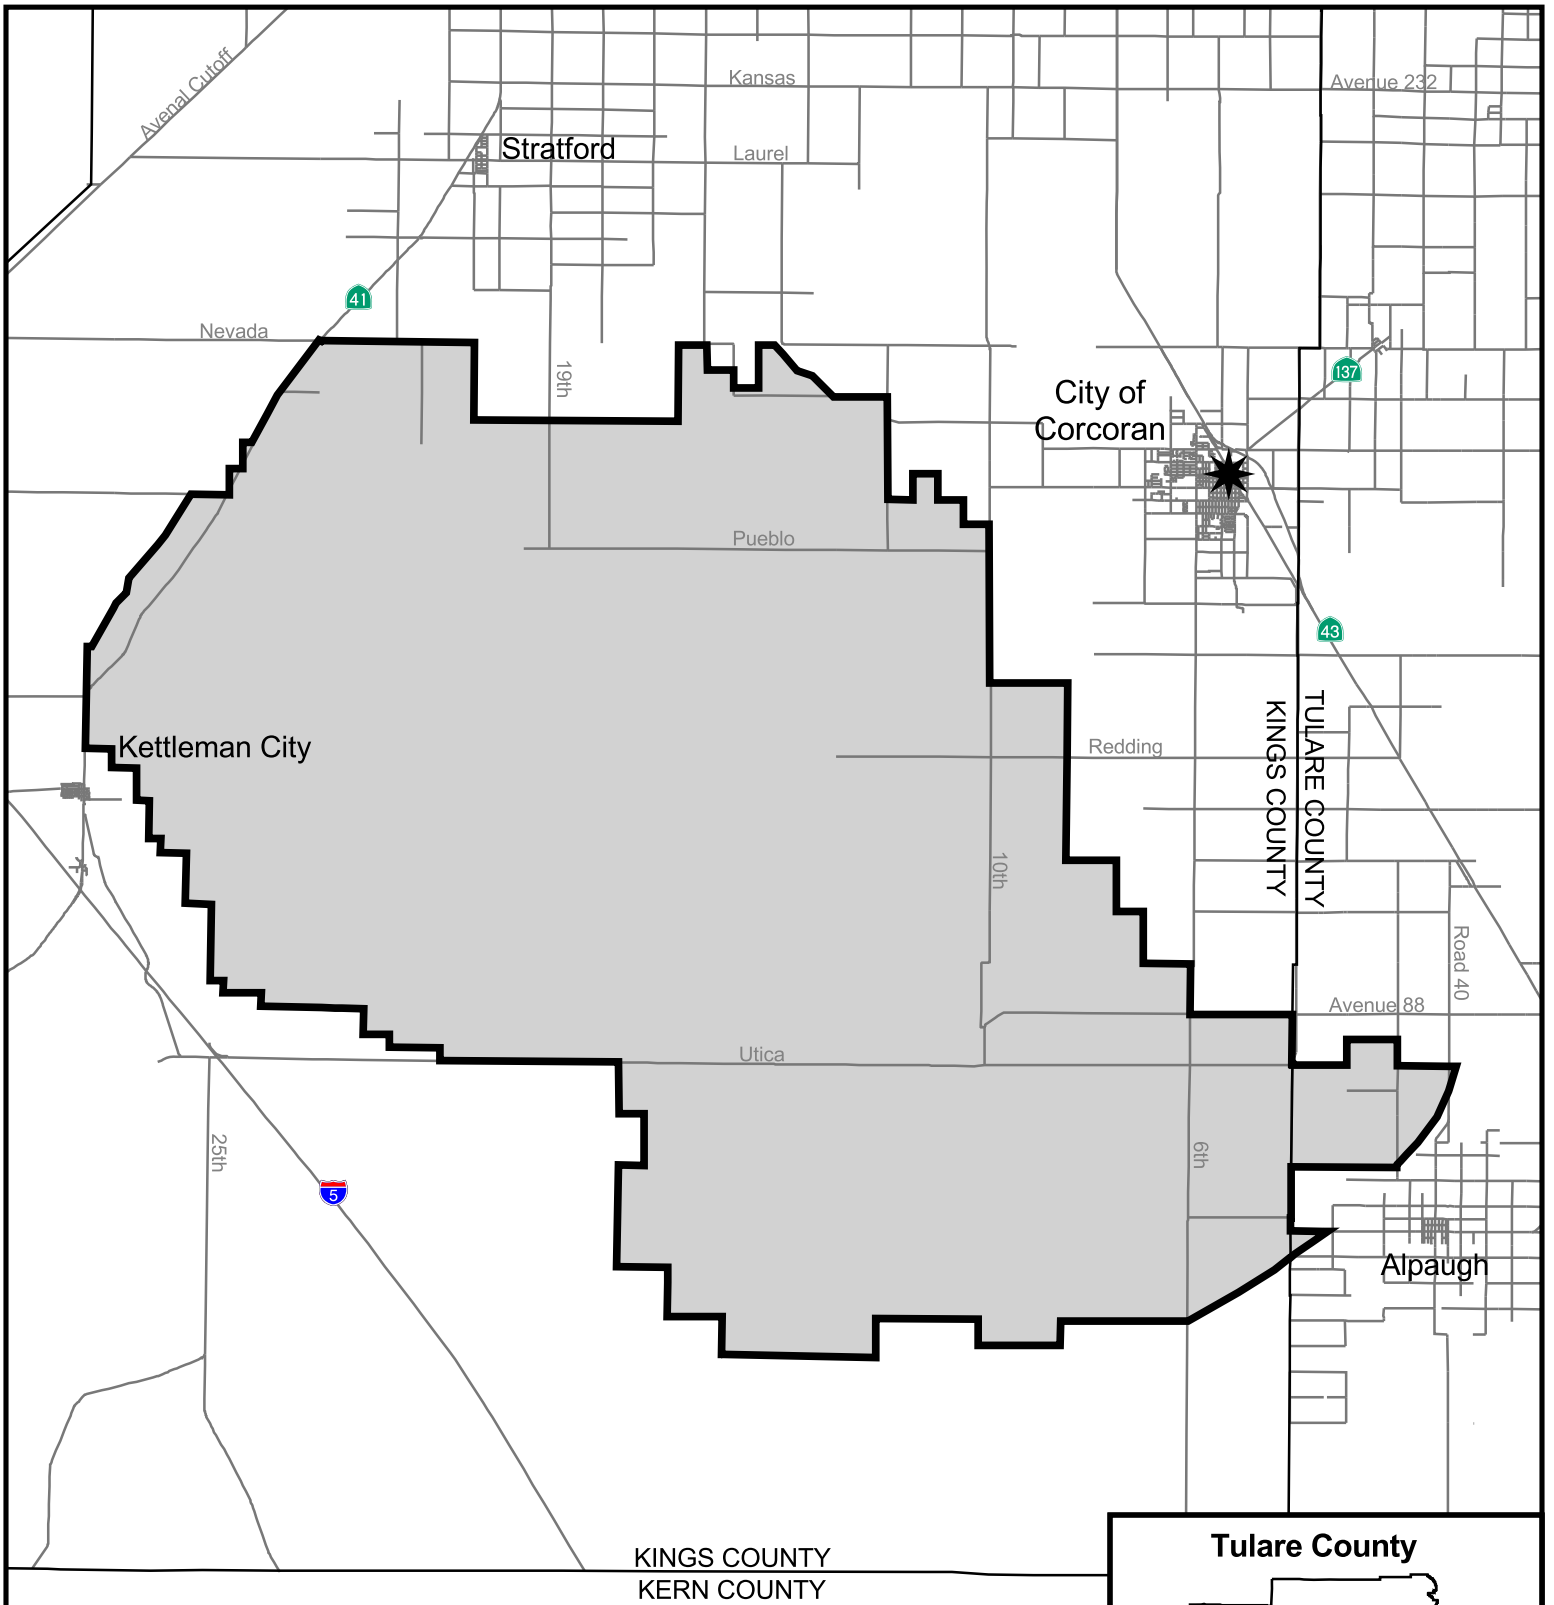 Kansas
Avenue 232
Avenal Cutoff
Stratford
Laurel
41
Nevada
19th
137
City of
Corcoran
Pueblo
43
TULARE COUNTY
KINGS COUNTY
Kettleman City
Redding
10th
Road 40
Avenue 88
Utica
25th
6th
5
Alpaugh
KINGS COUNTY
KERN COUNTY
Tulare County